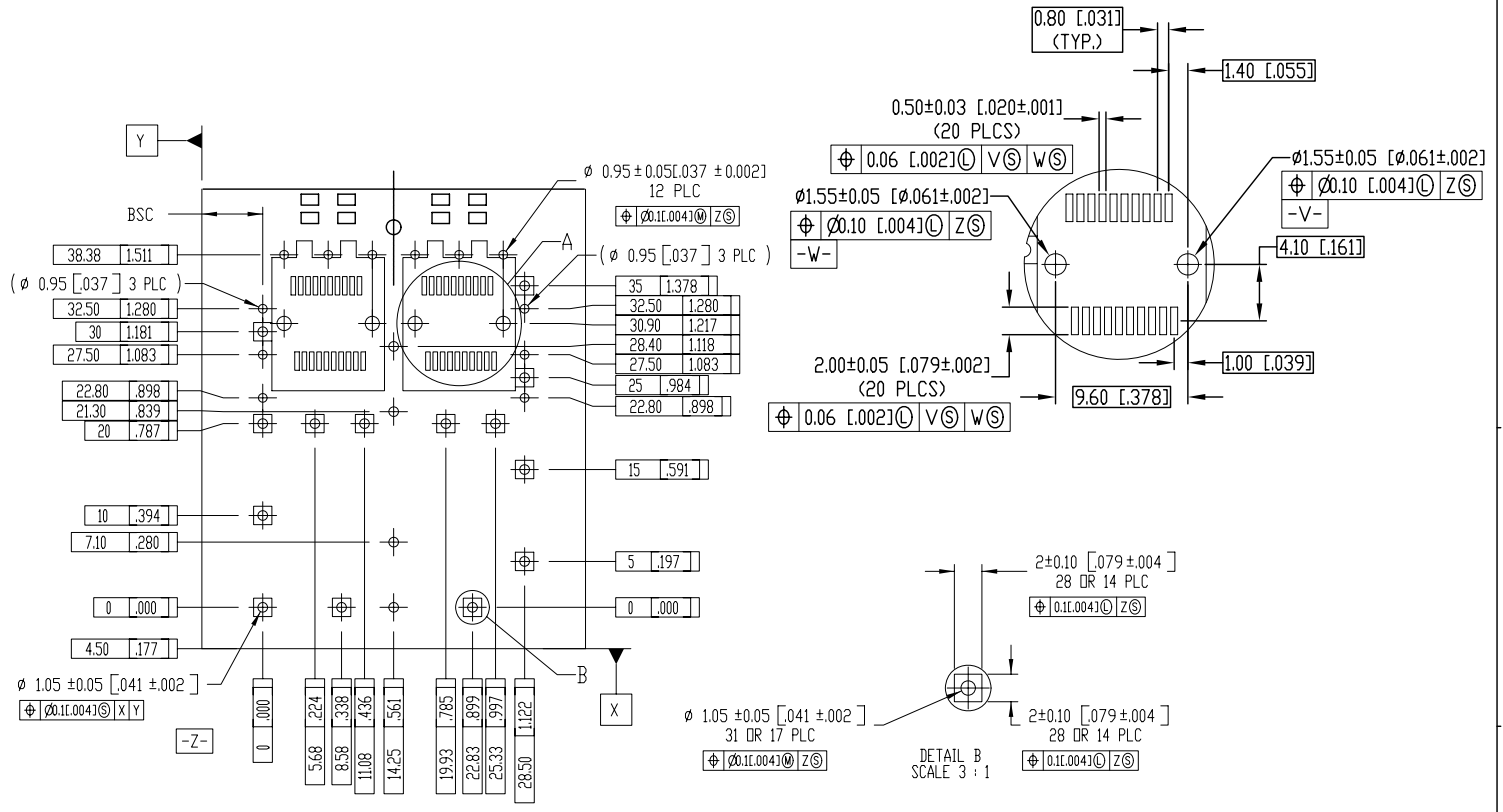 0.80 [.031]
(TYP.)
1.40 [.055]
0.50±0.03 [.020±.001]
(20 PLCS)
⌖ 0.06 [.002]Ⓛ VⓈ WⓈ
Ø1.55±0.05 [Ø.061±.002]
⌖ Ø0.10 [.004]Ⓛ ZⓈ
-W-
Ø1.55±0.05 [Ø.061±.002]
⌖ Ø0.10 [.004]Ⓛ ZⓈ
-V-
4.10 [.161]
2.00±0.05 [.079±.002]
(20 PLCS)
⌖ 0.06 [.002]Ⓛ VⓈ WⓈ
1.00 [.039]
9.60 [.378]
Y
BSC
ø 0.95 ±0.05[.037 ±0.002]
12 PLC
⌖ Ø0.1[.004]Ⓜ ZⓈ
A
38.38 1.511
( ø 0.95 [.037 ] 3 PLC )
32.50 1.280
30 1.181
27.50 1.083
22.80 .898
21.30 .839
20 .787
10 .394
7.10 .280
0 .000
4.50 .177
( ø 0.95 [.037 ] 3 PLC )
35 1.378
32.50 1.280
30.90 1.217
28.40 1.118
27.50 1.083
25 .984
22.80 .898
15 .591
5 .197
0 .000
B
X
ø 1.05 ±0.05 [.041 ±.002 ]
⌖ Ø0.1[.004]Ⓢ X Y
-Z-
0 .000
5.68 .224
8.58 .338
11.08 .436
14.25 .561
19.93 .785
22.83 .899
25.33 .997
28.50 1.122
2±0.10 [.079 ±.004 ]
28 OR 14 PLC
⌖ 0.1[.004]Ⓛ ZⓈ
ø 1.05 ±0.05 [.041 ±.002 ]
31 OR 17 PLC
⌖ Ø0.1[.004]Ⓜ ZⓈ
2±0.10 [.079 ±.004 ]
28 OR 14 PLC
⌖ 0.1[.004]Ⓛ ZⓈ
DETAIL B
SCALE 3 : 1